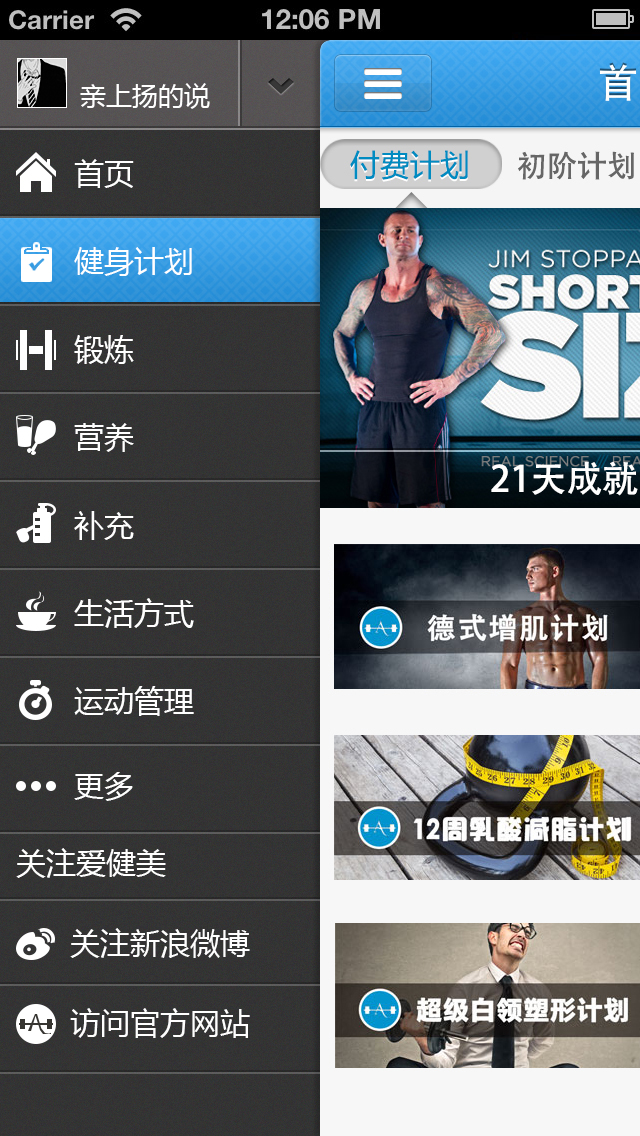 Carrier 12:06 PM
亲上扬的说
首
首页
健身计划
锻炼
营养
补充
生活方式
运动管理
更多
关注爱健美
关注新浪微博
访问官方网站
付费计划 初阶计划
JIM STOPPA
SHORT
SIZ
REAL SCIENCE // REA
21天成就
德式增肌计划
12周乳酸减脂计划
超级白领塑形计划